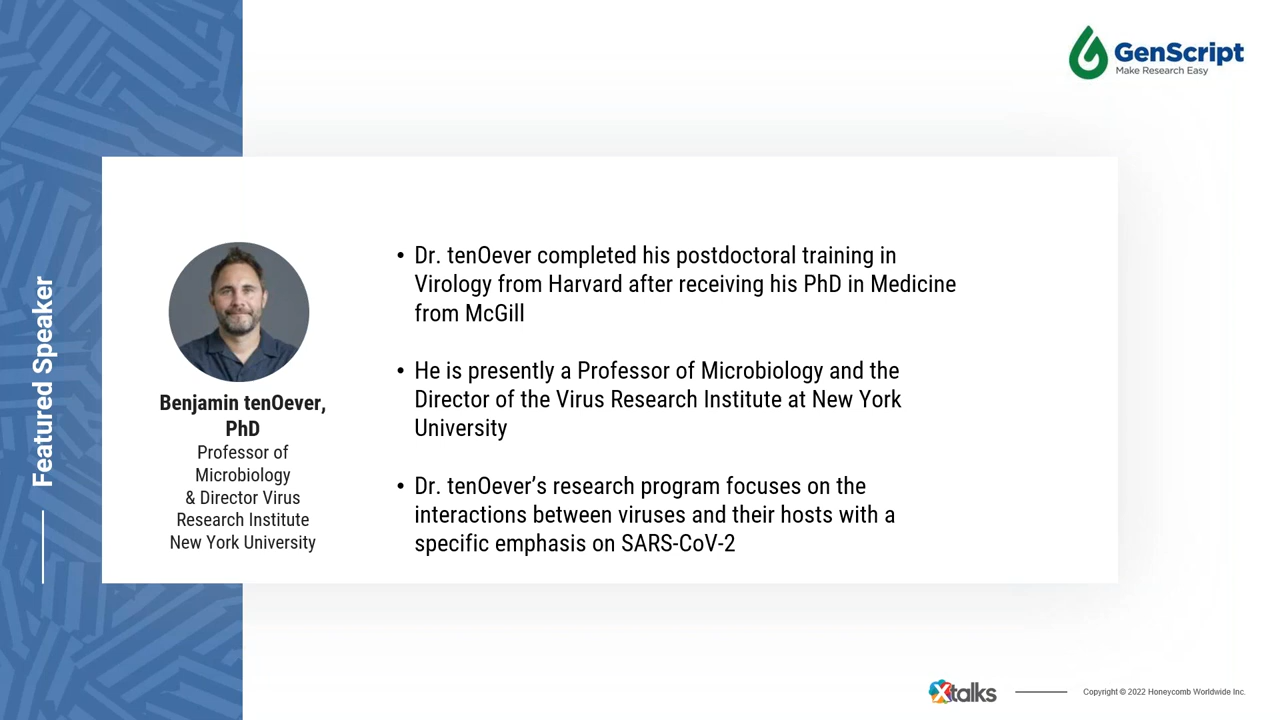 GenScript
Make Research Easy
Featured Speaker
Benjamin tenOever,
PhD
Professor of
Microbiology
& Director Virus
Research Institute
New York University
• Dr. tenOever completed his postdoctoral training in
Virology from Harvard after receiving his PhD in Medicine
from McGill
• He is presently a Professor of Microbiology and the
Director of the Virus Research Institute at New York
University
• Dr. tenOever’s research program focuses on the
interactions between viruses and their hosts with a
specific emphasis on SARS-CoV-2
Xtalks
Copyright © 2022 Honeycomb Worldwide Inc.